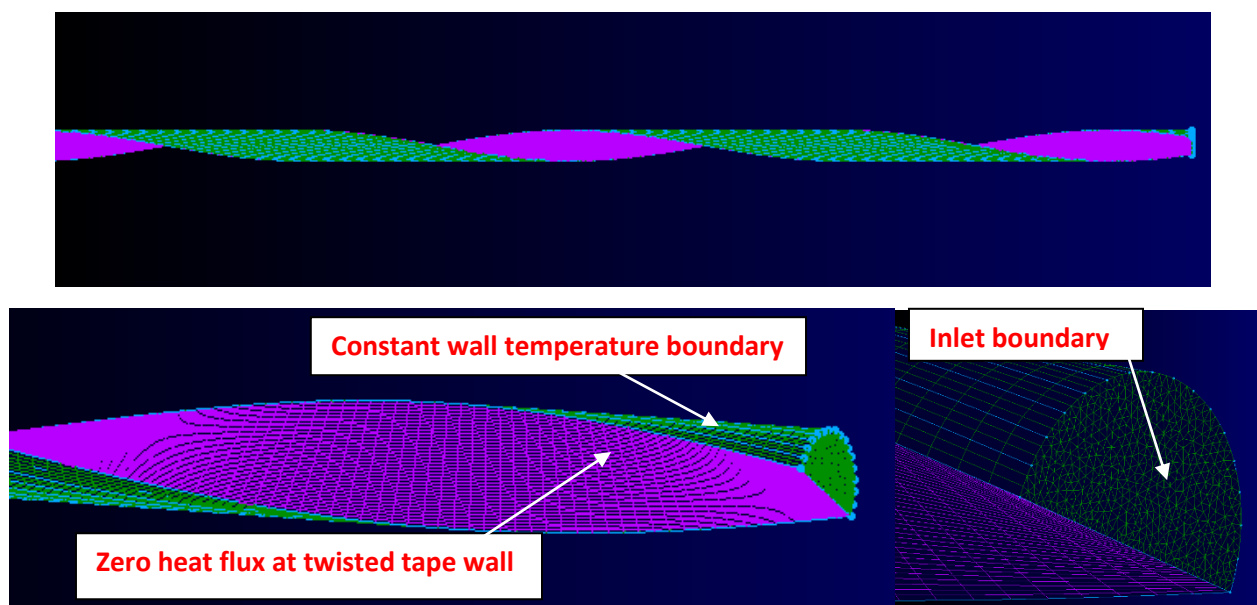 Constant wall temperature boundary
Inlet boundary
Zero heat flux at twisted tape wall